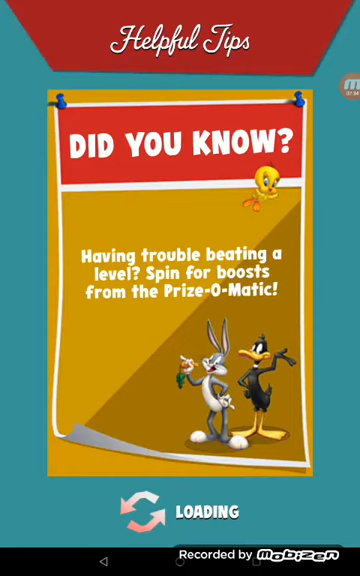 Helpful Tips
DID YOU KNOW?
Having trouble beating a
level? Spin for boosts
from the Prize-O-Matic!
LOADING
Recorded by mobizen